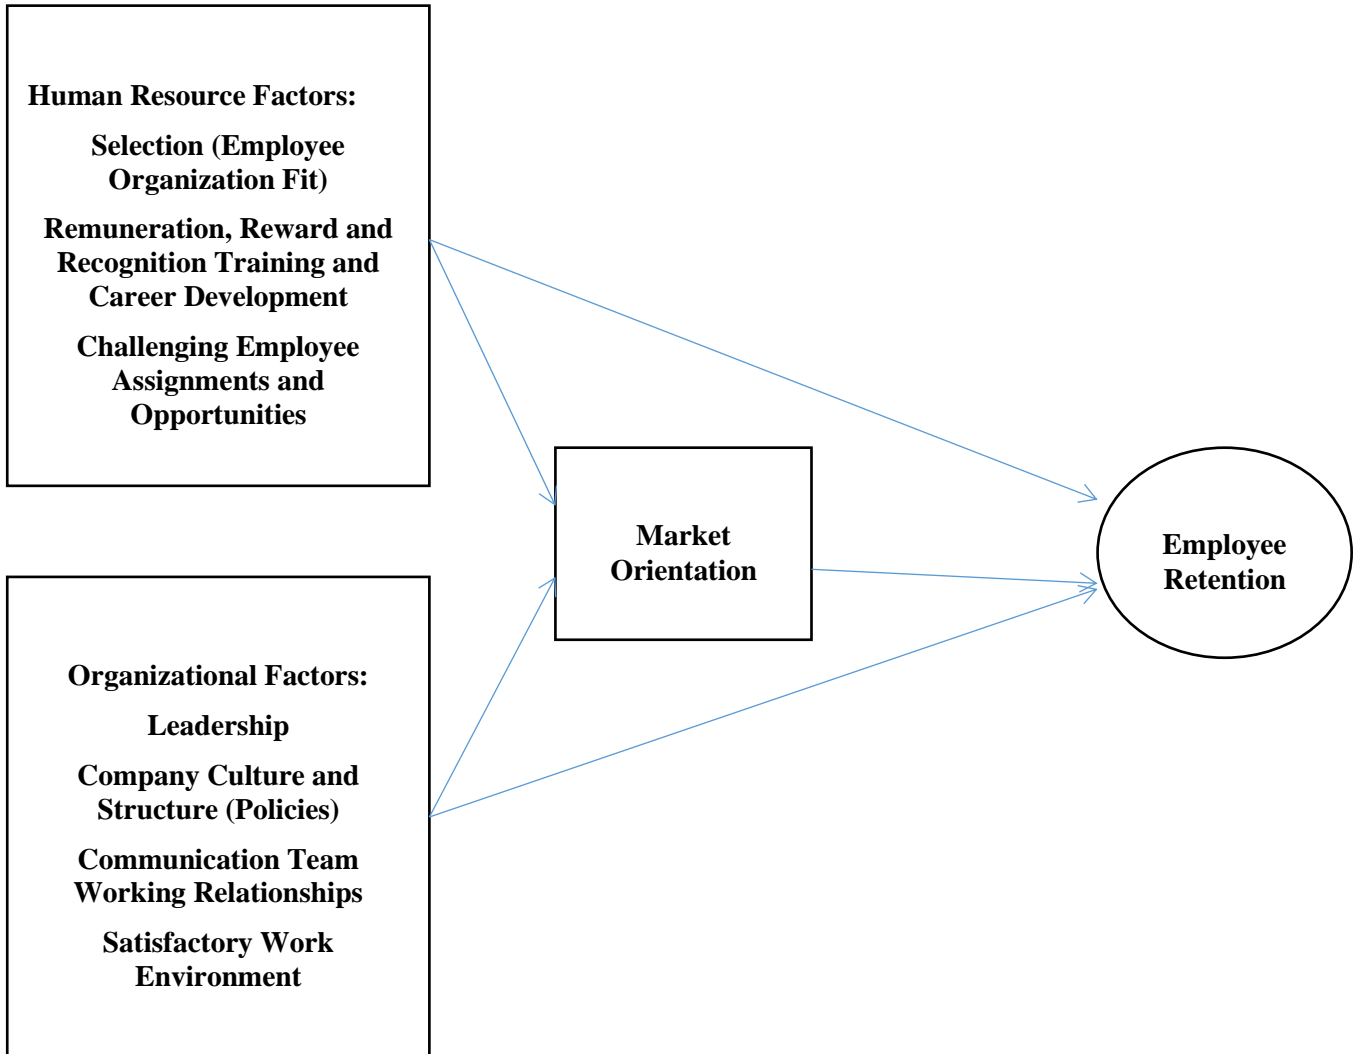 Human Resource Factors:
Selection (Employee
Organization Fit)
Remuneration, Reward and
Recognition Training and
Career Development
Challenging Employee
Assignments and
Opportunities
Market
Orientation
Employee
Retention
Organizational Factors:
Leadership
Company Culture and
Structure (Policies)
Communication Team
Working Relationships
Satisfactory Work
Environment